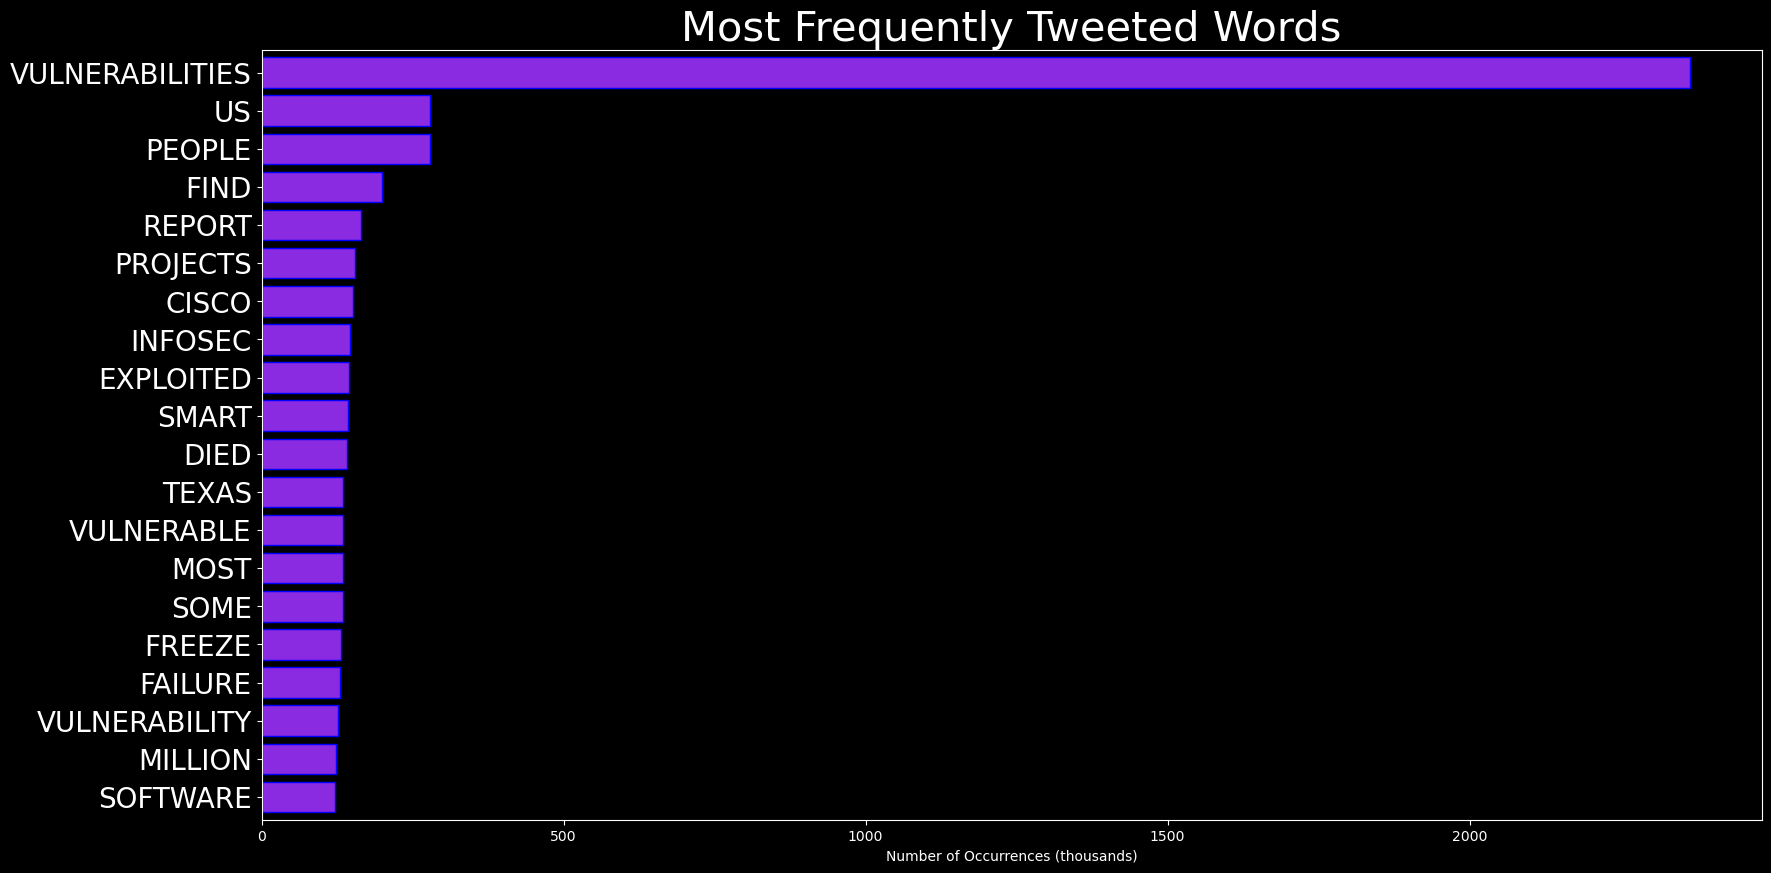 Most Frequently Tweeted Words
VULNERABILITIES
US
PEOPLE
FIND
REPORT
PROJECTS
CISCO
INFOSEC
EXPLOITED
SMART
DIED
TEXAS
VULNERABLE
MOST
SOME
FREEZE
FAILURE
VULNERABILITY
MILLION
SOFTWARE
0 500 1000 1500 2000
Number of Occurrences (thousands)